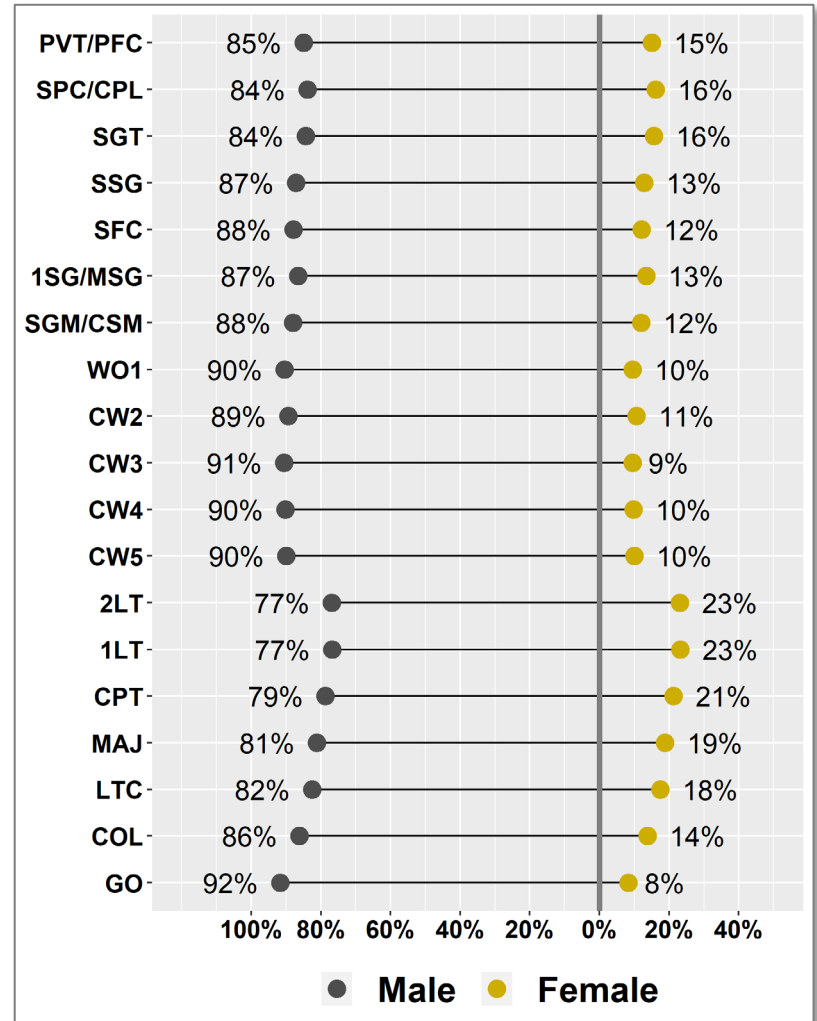 PVT/PFC 85% 15%
SPC/CPL 84% 16%
SGT 84% 16%
SSG 87% 13%
SFC 88% 12%
1SG/MSG 87% 13%
SGM/CSM 88% 12%
WO1 90% 10%
CW2 89% 11%
CW3 91% 9%
CW4 90% 10%
CW5 90% 10%
2LT 77% 23%
1LT 77% 23%
CPT 79% 21%
MAJ 81% 19%
LTC 82% 18%
COL 86% 14%
GO 92% 8%
100% 80% 60% 40% 20% 0% 20% 40%
Male Female